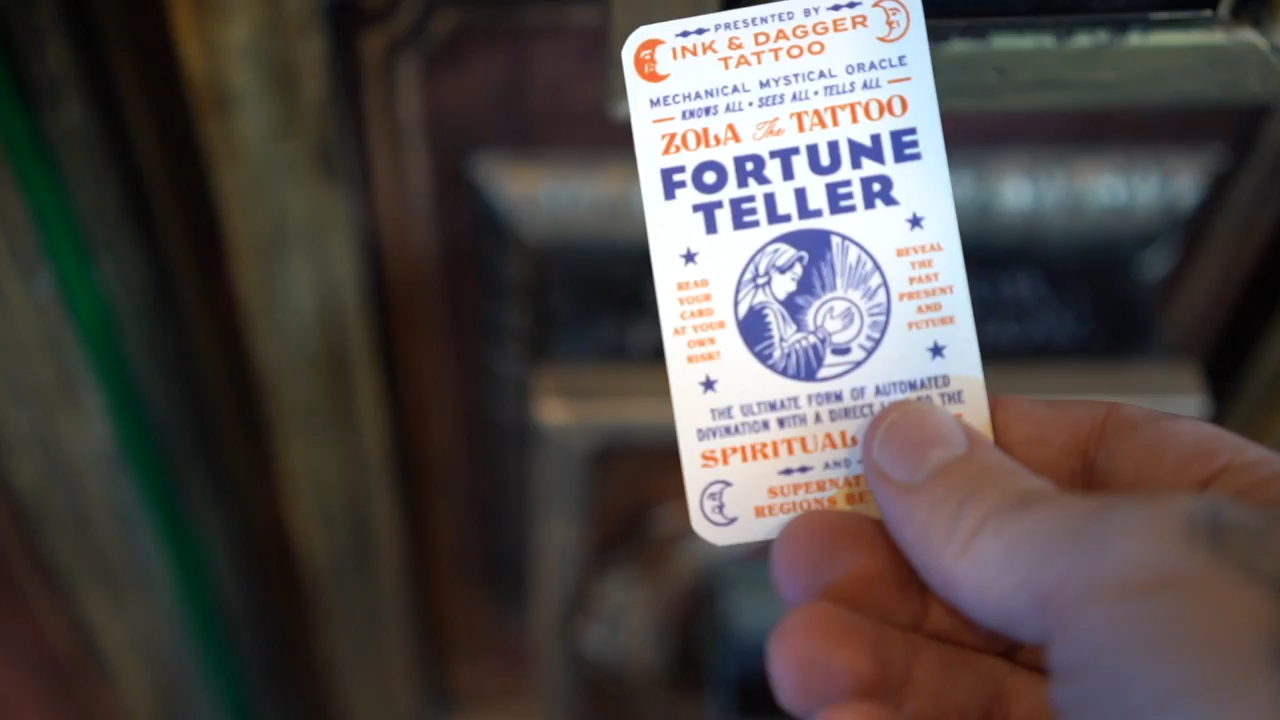 PRESENTED BY
INK & DAGGER
TATTOO
MECHANICAL MYSTICAL ORACLE
KNOWS ALL • SEES ALL • TELLS ALL
ZOLA The TATTOO
FORTUNE
TELLER
READ
YOUR
CARD
AT YOUR
OWN
RISK!
REVEAL
THE
PAST
PRESENT
AND
FUTURE
THE ULTIMATE FORM OF AUTOMATED
DIVINATION WITH A DIRECT TO THE
SPIRITUAL
AND
REGIONS